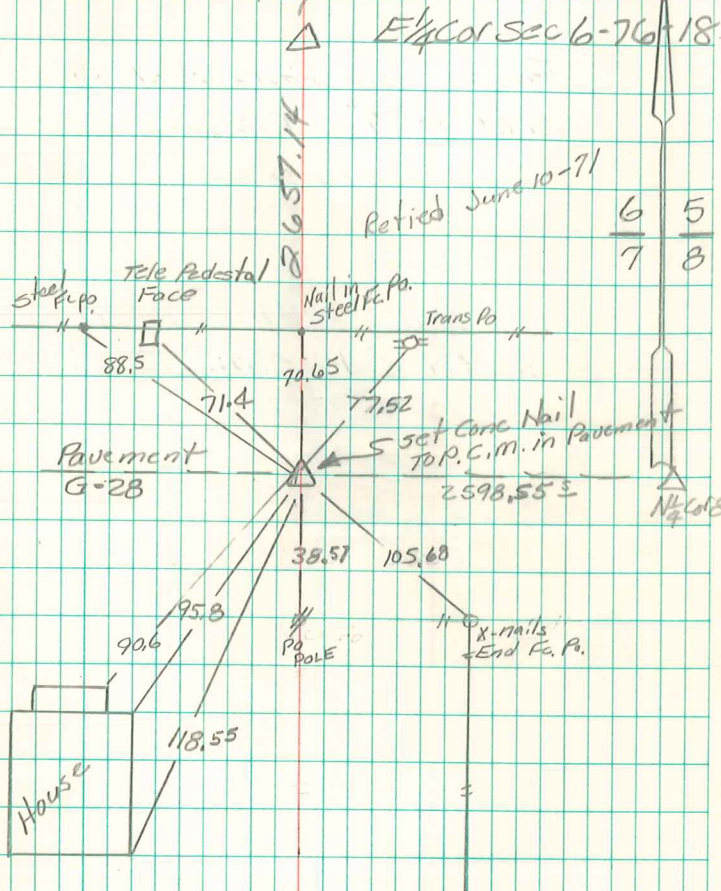 E 1/4 Cor Sec 6-76-18
2657.14
Retied June 10-71
6 5
7 8
Steel Fc. po.
Tele Pedestal
Face
Nail in
Steel Fc. Po.
Trans Po
88.5
71.4
70.65
77.52
Set Conc Nail
To P.C.M. in Pavement
Pavement
G-28
2598.55 s
N 1/4 Cor 8
38.57
105.68
95.8
90.6
Po
POLE
X-nails
End Fc. Po.
118.55
House